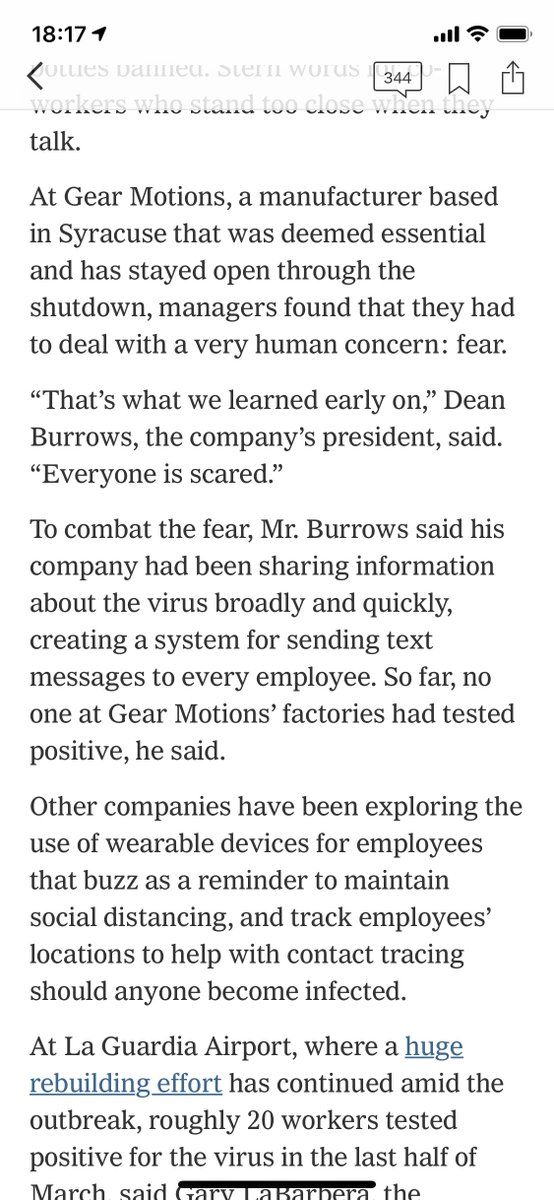 18:17
344
bottles banned. Stern words for co-
workers who stand too close when they
talk.
At Gear Motions, a manufacturer based
in Syracuse that was deemed essential
and has stayed open through the
shutdown, managers found that they had
to deal with a very human concern: fear.
“That’s what we learned early on,” Dean
Burrows, the company’s president, said.
“Everyone is scared.”
To combat the fear, Mr. Burrows said his
company had been sharing information
about the virus broadly and quickly,
creating a system for sending text
messages to every employee. So far, no
one at Gear Motions’ factories had tested
positive, he said.
Other companies have been exploring the
use of wearable devices for employees
that buzz as a reminder to maintain
social distancing, and track employees’
locations to help with contact tracing
should anyone become infected.
At La Guardia Airport, where a huge
rebuilding effort has continued amid the
outbreak, roughly 20 workers tested
positive for the virus in the last half of
March, said Gary LaBarbera, the